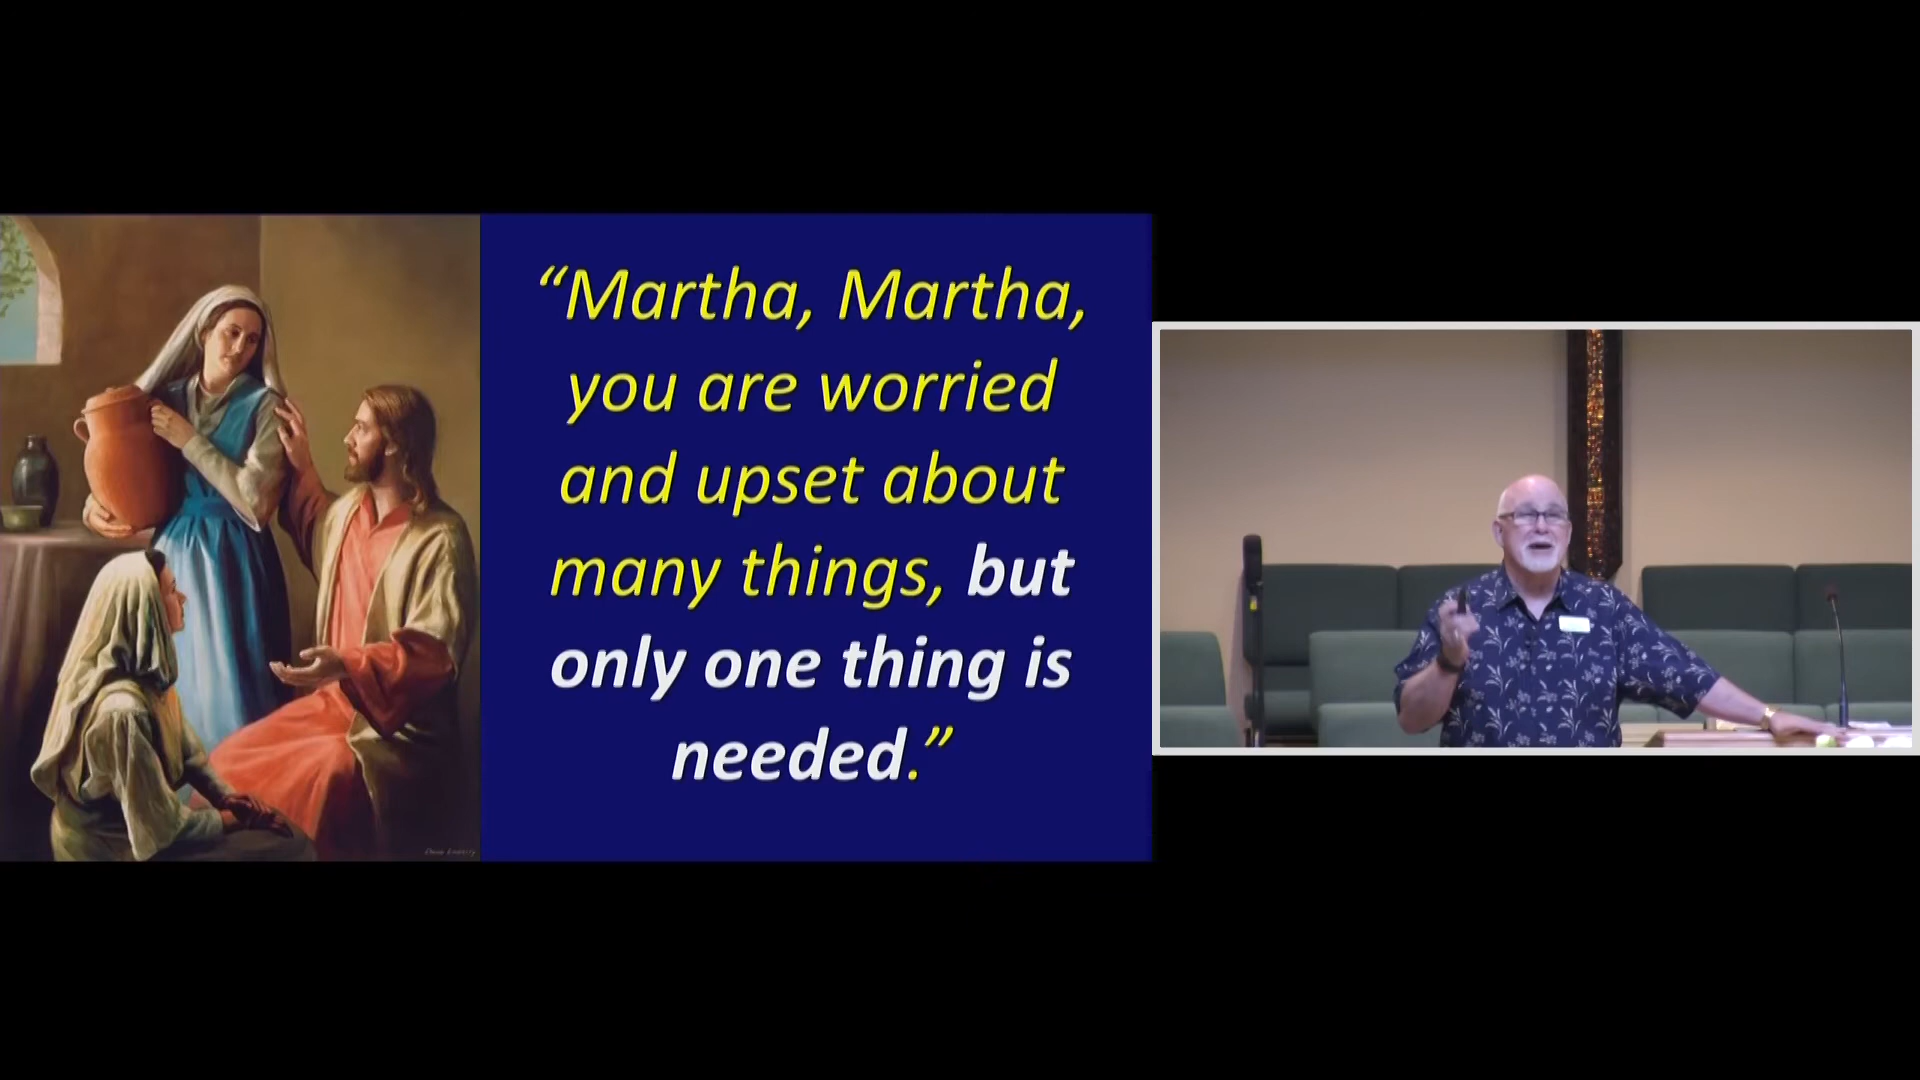 “Martha, Martha,
you are worried
and upset about
many things, but
only one thing is
needed.”